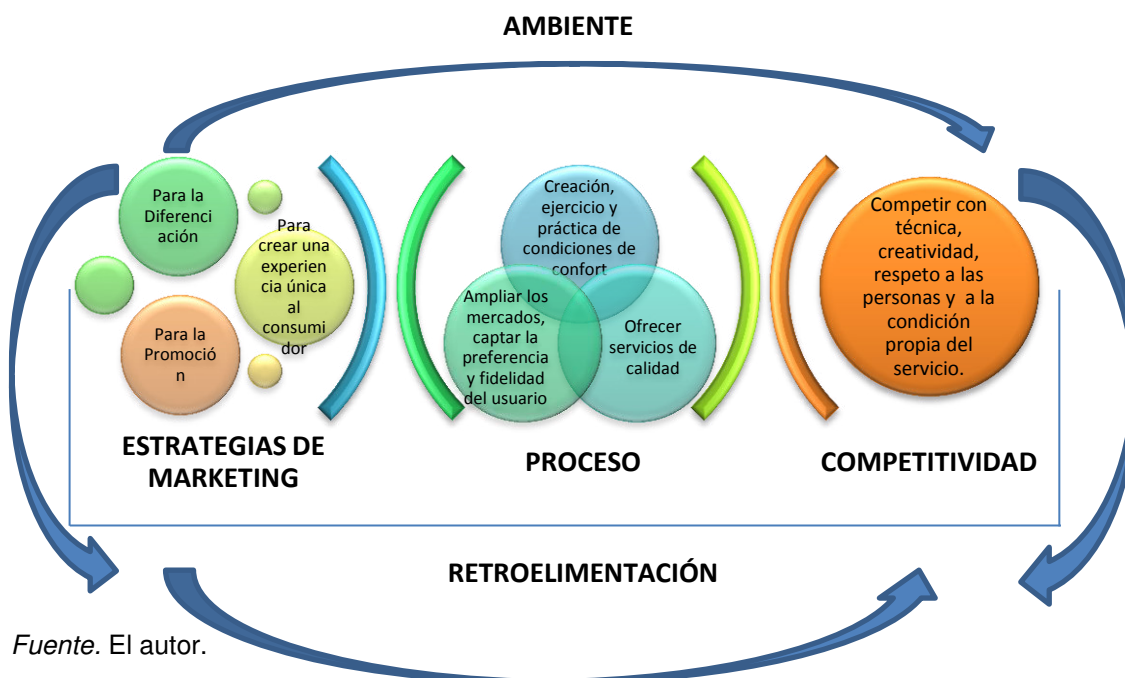 AMBIENTE
Para la
Diferenci
ación
Para
crear una
experien
cia única
al
consumi
dor
Para la
Promoció
n
ESTRATEGIAS DE
MARKETING
Creación,
ejercicio y
práctica de
condiciones de
confort
Ampliar los
mercados,
captar la
preferencia
y fidelidad
del usuario
Ofrecer
servicios de
calidad
PROCESO
Competir con
técnica,
creatividad,
respeto a las
personas y a la
condición
propia del
servicio.
COMPETITIVIDAD
RETROELIMENTACIÓN
Fuente. El autor.